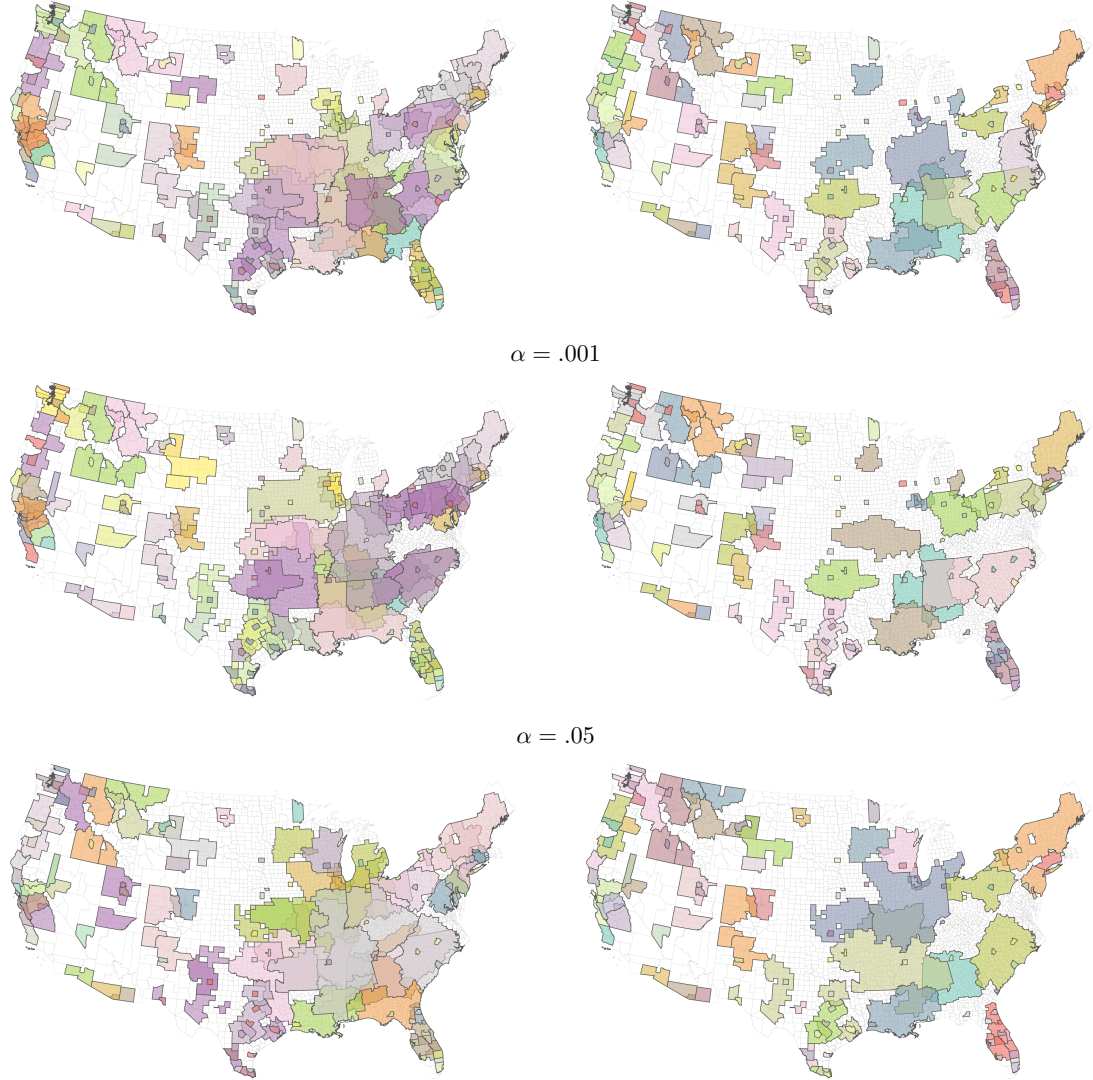 α = .001
α = .05